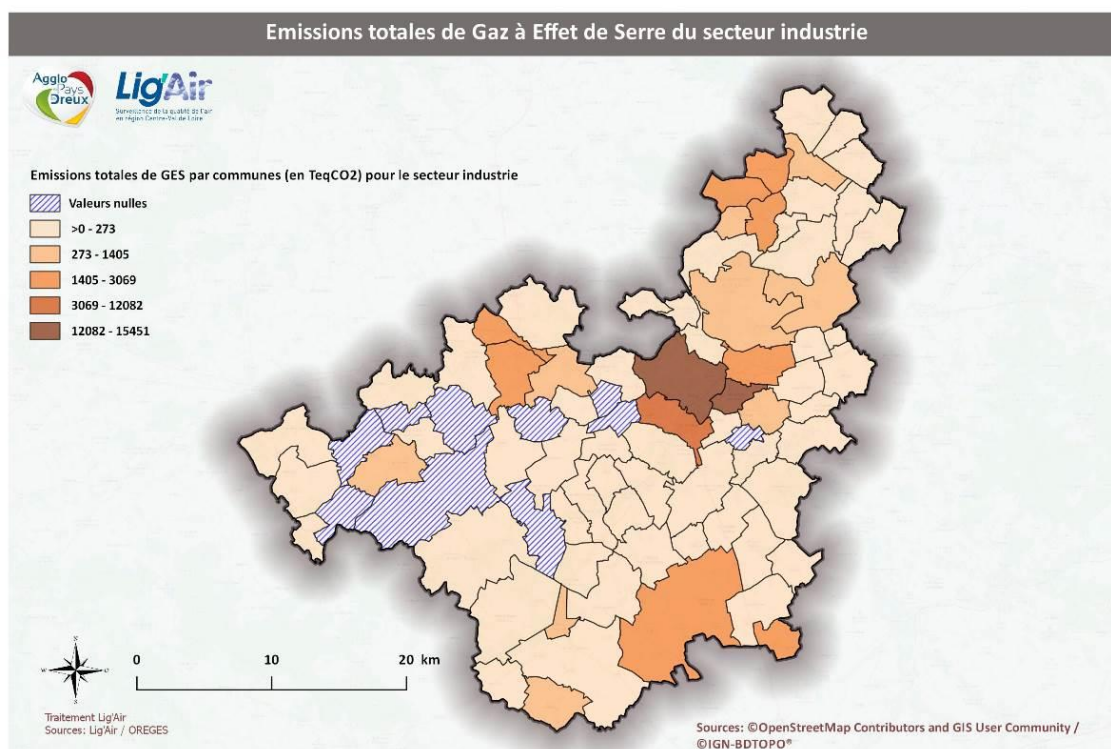 Emissions totales de Gaz à Effet de Serre du secteur industrie
Agglo
Pays
Dreux
Lig'Air
Surveillance de la qualité de l'air
en région Centre-Val de Loire
Emissions totales de GES par communes (en TeqCO2) pour le secteur industrie
Valeurs nulles
>0 - 273
273 - 1405
1405 - 3069
3069 - 12082
12082 - 15451
N
0 10 20 km
Traitement Lig'Air
Sources: Lig'Air / OREGES
Sources: ©OpenStreetMap Contributors and GIS User Community /
©IGN-BDTOPO®